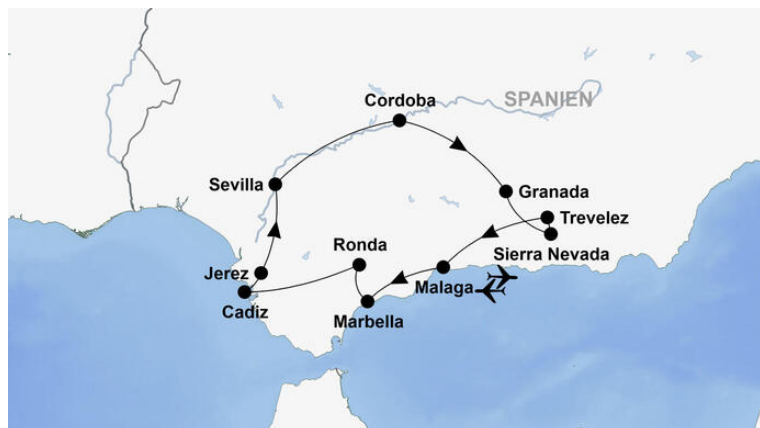 Cordoba
SPANIEN
Sevilla
Granada
Trevelez
Sierra Nevada
Ronda
Jerez
Malaga
Cadiz
Marbella